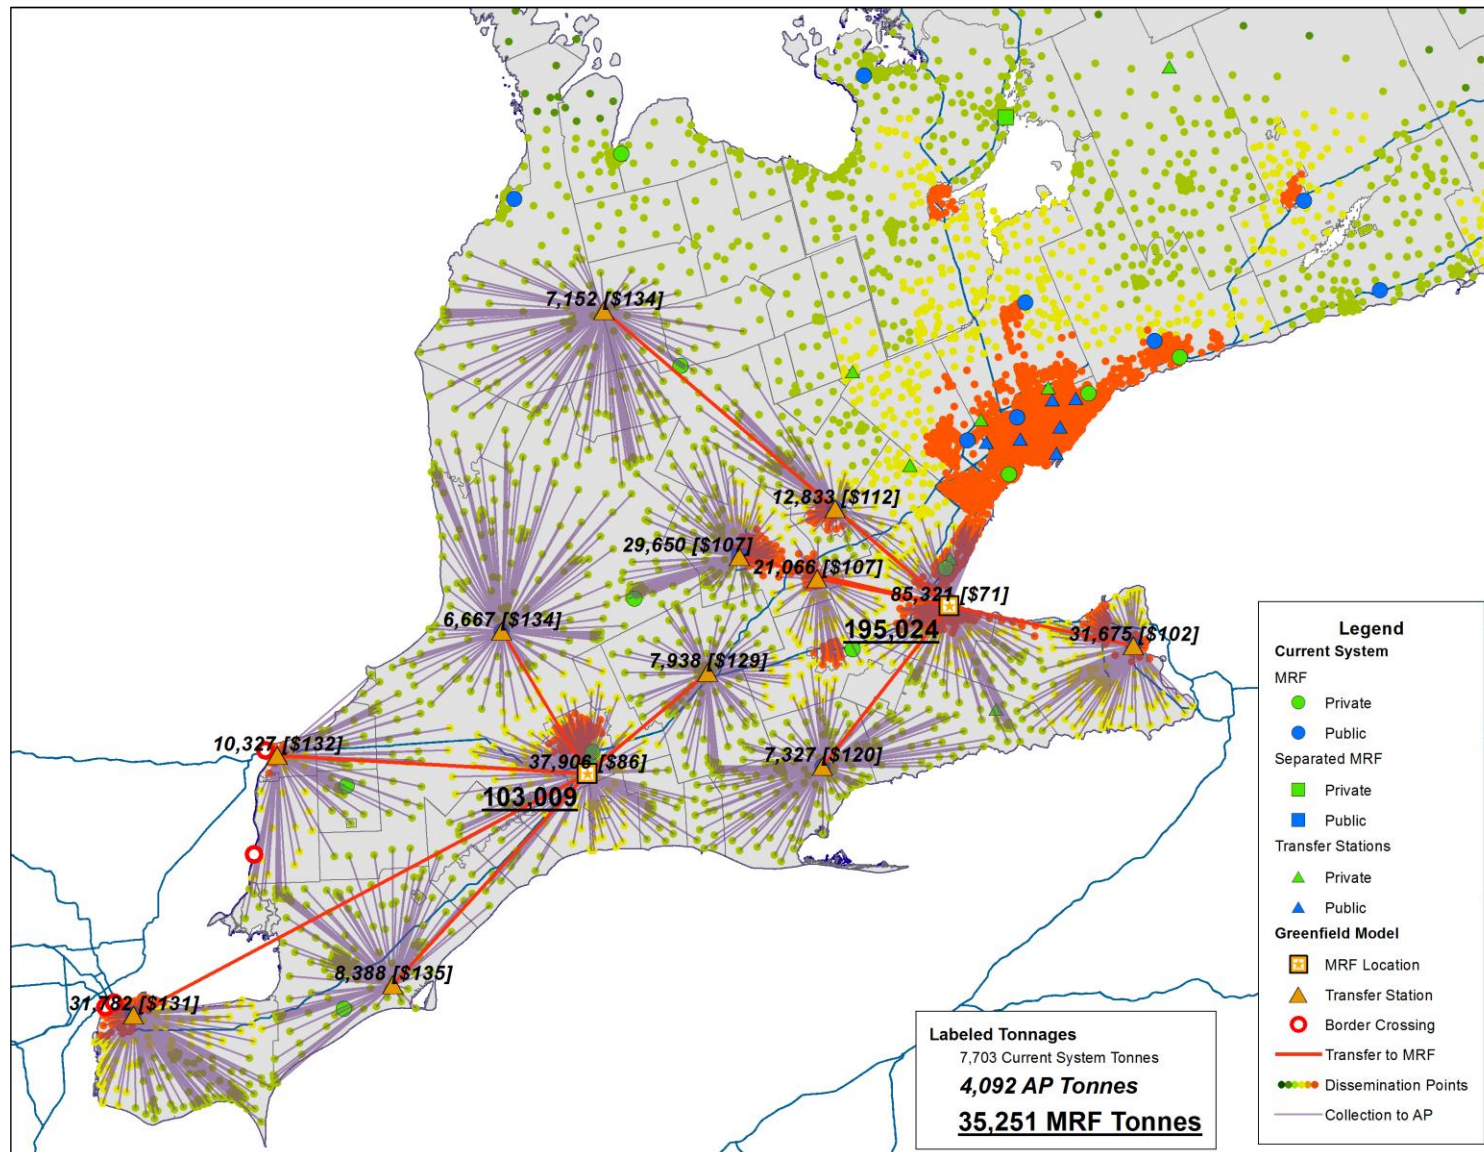 7,152 [$134]
12,833 [$112]
29,650 [$107]
21,066 [$107]
85,321 [$71]
195,024
31,675 [$102]
6,667 [$134]
7,938 [$129]
10,327 [$132]
37,906 [$86]
103,009
7,327 [$120]
8,388 [$135]
31,782 [$131]
Labeled Tonnages
7,703 Current System Tonnes
4,092 AP Tonnes
35,251 MRF Tonnes
Legend
Current System
MRF
Private
Public
Separated MRF
Private
Public
Transfer Stations
Private
Public
Greenfield Model
MRF Location
Transfer Station
Border Crossing
Transfer to MRF
Dissemination Points
Collection to AP